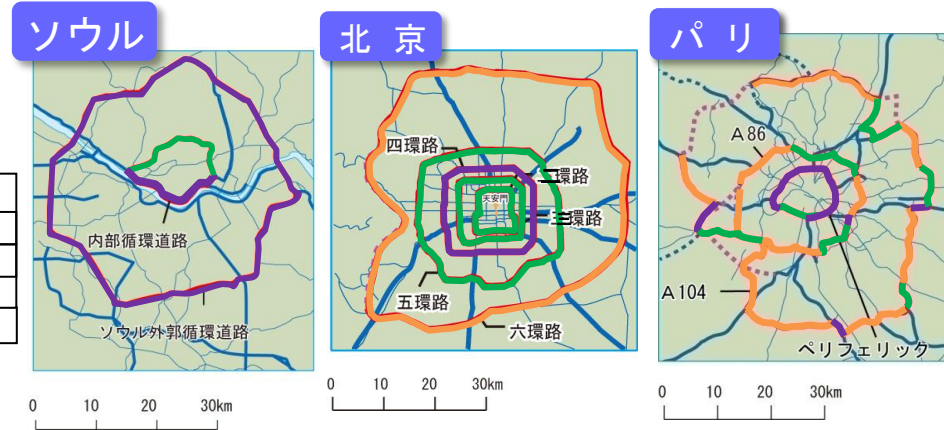 ソウル
内部循環道路
ソウル外郭循環道路
0 10 20 30km
北京
四環路
二環路
天安門
三環路
五環路
六環路
0 10 20 30km
パリ
A86
A104
ペリフェリック
0 10 20 30km